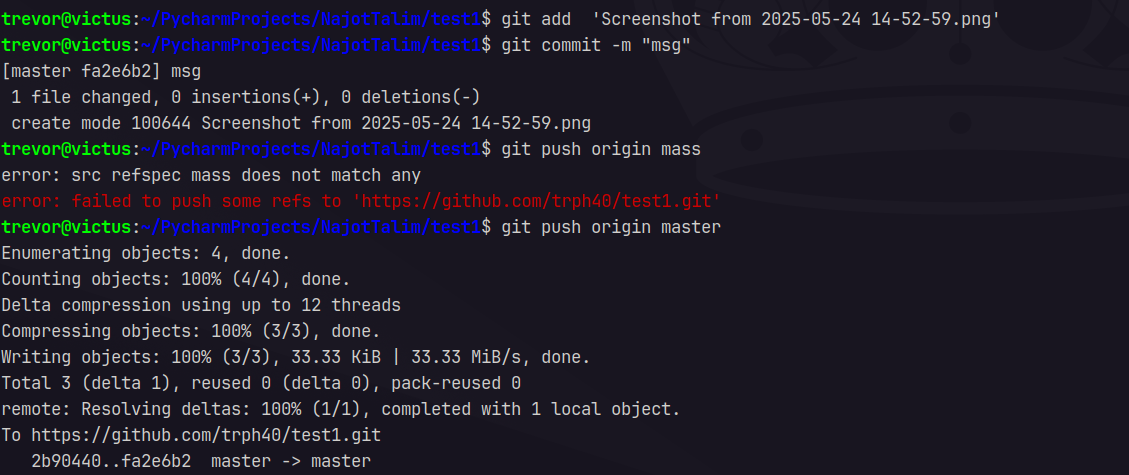 trevor@victus:~/PycharmProjects/NajotTalim/test1$ git add  'Screenshot from 2025-05-24 14-52-59.png'
trevor@victus:~/PycharmProjects/NajotTalim/test1$ git commit -m "msg"
[master fa2e6b2] msg
 1 file changed, 0 insertions(+), 0 deletions(-)
 create mode 100644 Screenshot from 2025-05-24 14-52-59.png
trevor@victus:~/PycharmProjects/NajotTalim/test1$ git push origin mass
error: src refspec mass does not match any
error: failed to push some refs to 'https://github.com/trph40/test1.git'
trevor@victus:~/PycharmProjects/NajotTalim/test1$ git push origin master
Enumerating objects: 4, done.
Counting objects: 100% (4/4), done.
Delta compression using up to 12 threads
Compressing objects: 100% (3/3), done.
Writing objects: 100% (3/3), 33.33 KiB | 33.33 MiB/s, done.
Total 3 (delta 1), reused 0 (delta 0), pack-reused 0
remote: Resolving deltas: 100% (1/1), completed with 1 local object.
To https://github.com/trph40/test1.git
   2b90440..fa2e6b2  master -> master